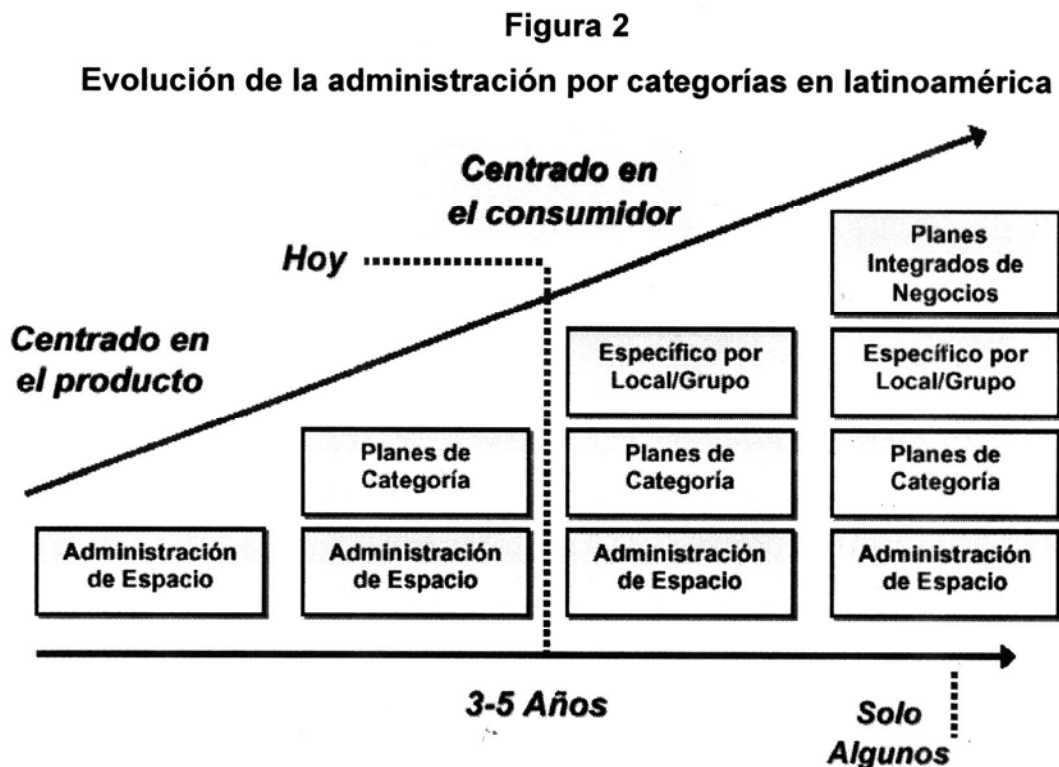 Figura 2
Evolución de la administración por categorías en latinoamérica
Centrado en
el consumidor
Hoy
Centrado en
el producto
Planes
Integrados de
Negocios
Específico por
Local/Grupo
Específico por
Local/Grupo
Planes de
Categoría
Planes de
Categoría
Planes de
Categoría
Administración
de Espacio
Administración
de Espacio
Administración
de Espacio
Administración
de Espacio
3-5 Años
Solo
Algunos